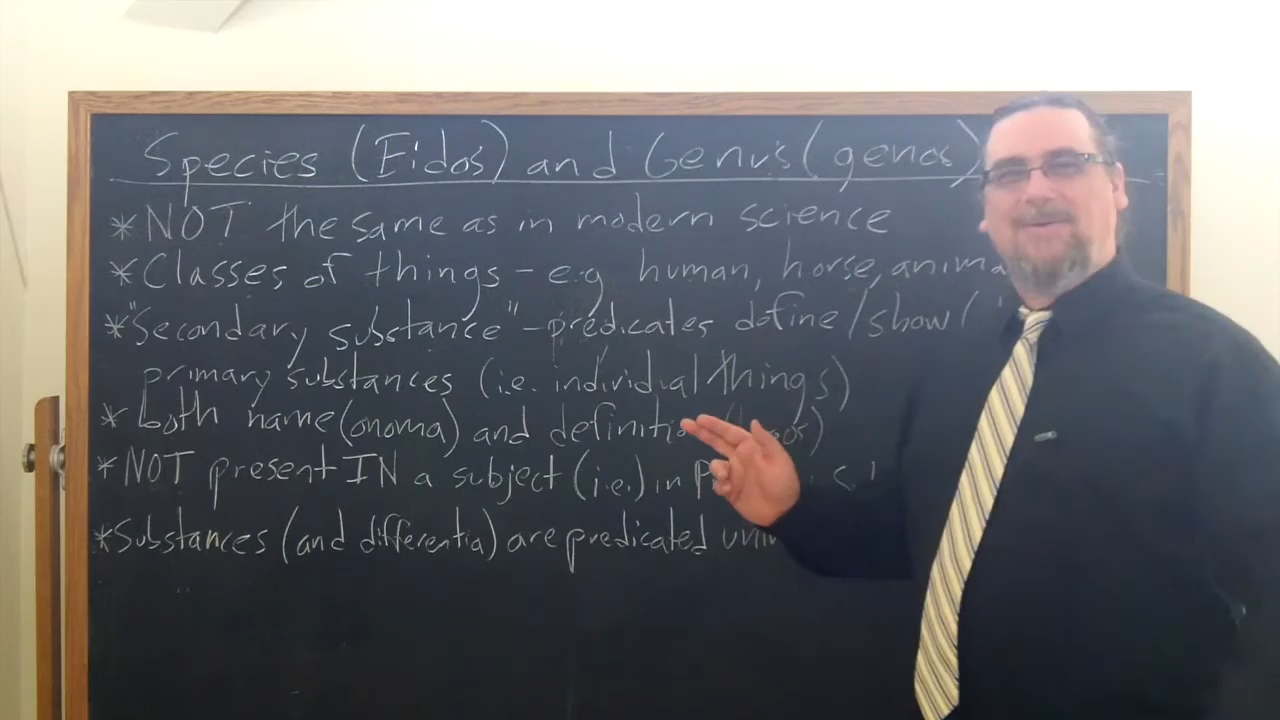 Species (Eidos) and Genus (genos)
*NOT the same as in modern science
*Classes of things - e.g human, horse,
*"Secondary substance" - predicates define/show(
primary substances (i.e. individual things)
* both name (onoma) and
*NOT present IN a subject (i.e.) in
*Substances (and differentia) are predicated